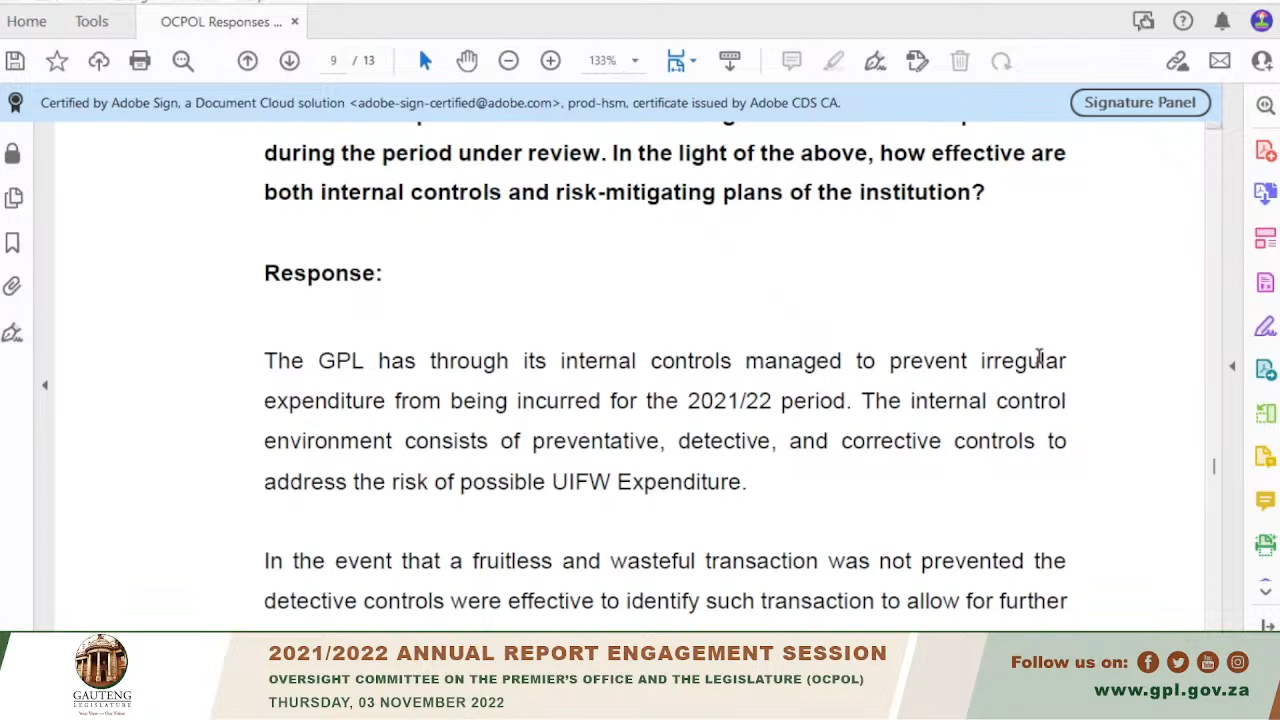 Home Tools OCPOL Responses ... ×
9 / 13 133%
Certified by Adobe Sign, a Document Cloud solution <adobe-sign-certified@adobe.com>, prod-hsm, certificate issued by Adobe CDS CA. Signature Panel
during the period under review. In the light of the above, how effective are
both internal controls and risk-mitigating plans of the institution?
Response:
The GPL has through its internal controls managed to prevent irregular
expenditure from being incurred for the 2021/22 period. The internal control
environment consists of preventative, detective, and corrective controls to
address the risk of possible UIFW Expenditure.
In the event that a fruitless and wasteful transaction was not prevented the
detective controls were effective to identify such transaction to allow for further
GAUTENG
LEGISLATURE
Your View — Our Vision
2021/2022 ANNUAL REPORT ENGAGEMENT SESSION
OVERSIGHT COMMITTEE ON THE PREMIER'S OFFICE AND THE LEGISLATURE (OCPOL)
THURSDAY, 03 NOVEMBER 2022
Follow us on:
www.gpl.gov.za